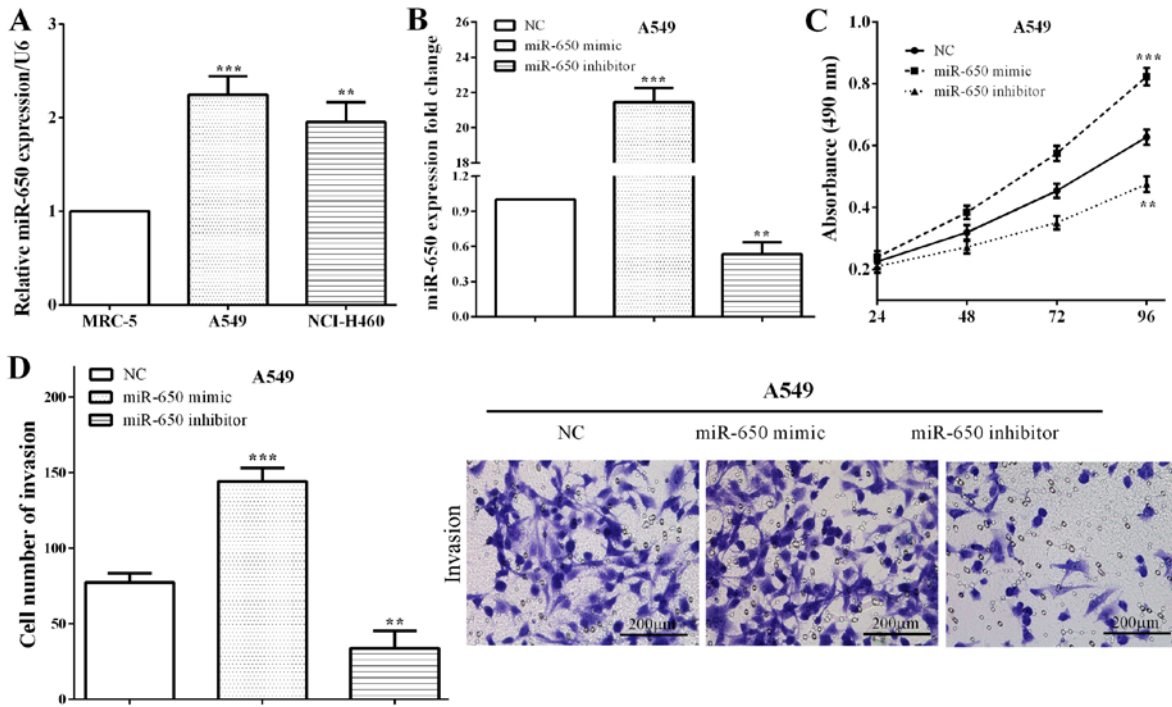 A
Relative miR-650 expression/U6
3
2
1
0
***
**
MRC-5
A549
NCI-H460
B
A549
NC
miR-650 mimic
miR-650 inhibitor
miR-650 expression fold change
26
24
22
20
18
1.2
0.9
0.6
0.3
0.0
***
**
C
A549
NC
miR-650 mimic
miR-650 inhibitor
Absorbance (490 nm)
1.0
0.8
0.6
0.4
0.2
***
**
24
48
72
96
D
A549
NC
miR-650 mimic
miR-650 inhibitor
Cell number of invasion
200
150
100
50
0
***
**
A549
NC
miR-650 mimic
miR-650 inhibitor
Invasion
200μm
200μm
200μm